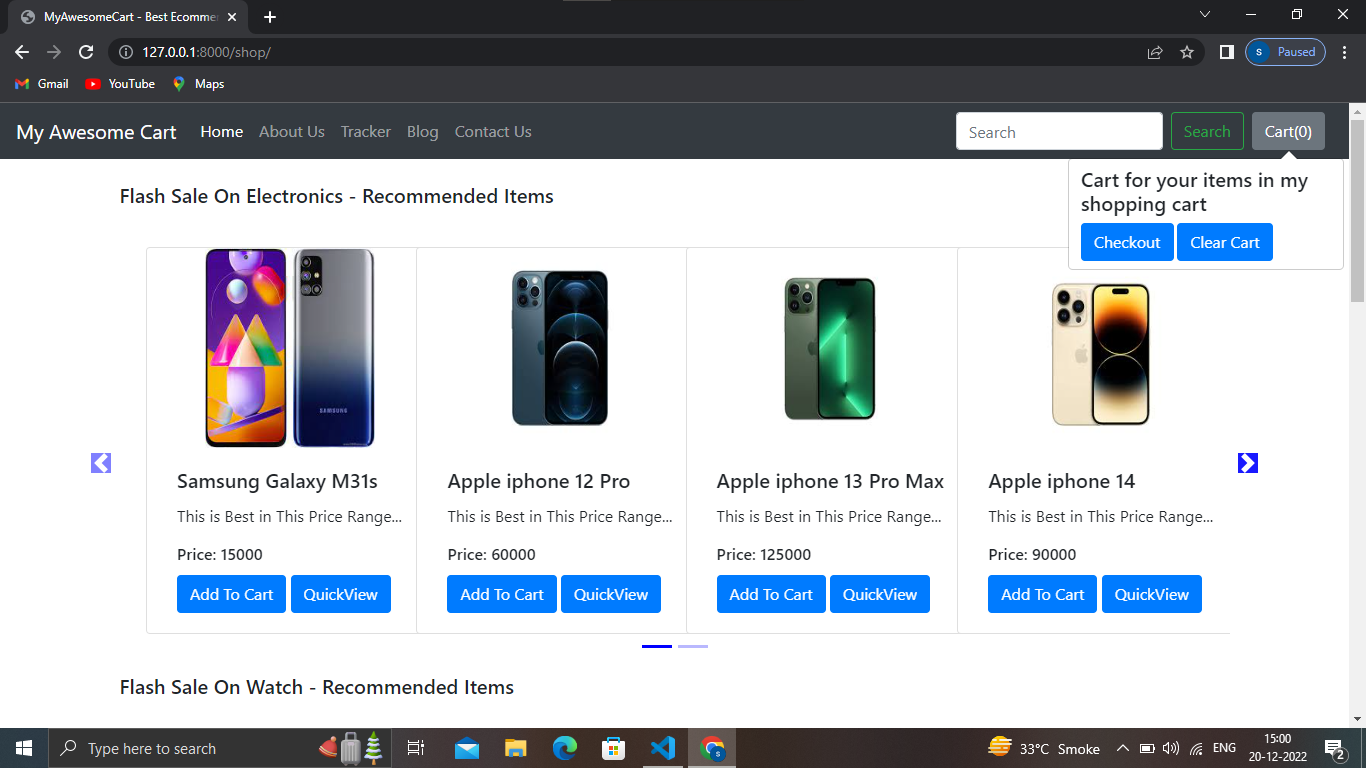 MyAwesomeCart - Best Ecomme
127.0.0.1:8000/shop/
S
Paused
Gmail
YouTube
Maps
My Awesome Cart
Home
About Us
Tracker
Blog
Contact Us
Search
Search
Cart(0)
Cart for your items in my
shopping cart
Checkout
Clear Cart
Flash Sale On Electronics - Recommended Items
SAMSUNG
Samsung Galaxy M31s
This is Best in This Price Range...
Price: 15000
Add To Cart
QuickView
Apple iphone 12 Pro
This is Best in This Price Range...
Price: 60000
Add To Cart
QuickView
Apple iphone 13 Pro Max
This is Best in This Price Range...
Price: 125000
Add To Cart
QuickView
Apple iphone 14
This is Best in This Price Range...
Price: 90000
Add To Cart
QuickView
Flash Sale On Watch - Recommended Items
Type here to search
S
33°C Smoke
ENG
15:00
20-12-2022
2